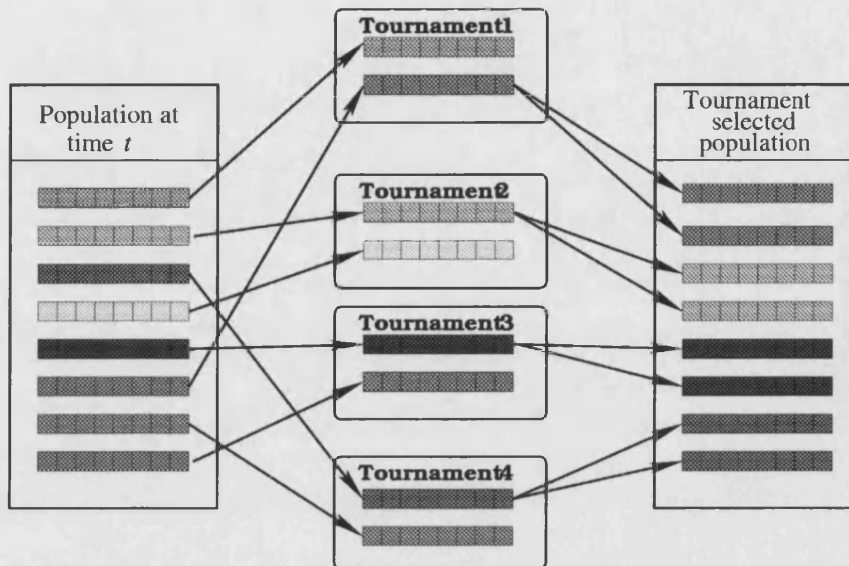 Population at
time t
Tournament1
Tournament2
Tournament3
Tournament4
Tournament
selected
population